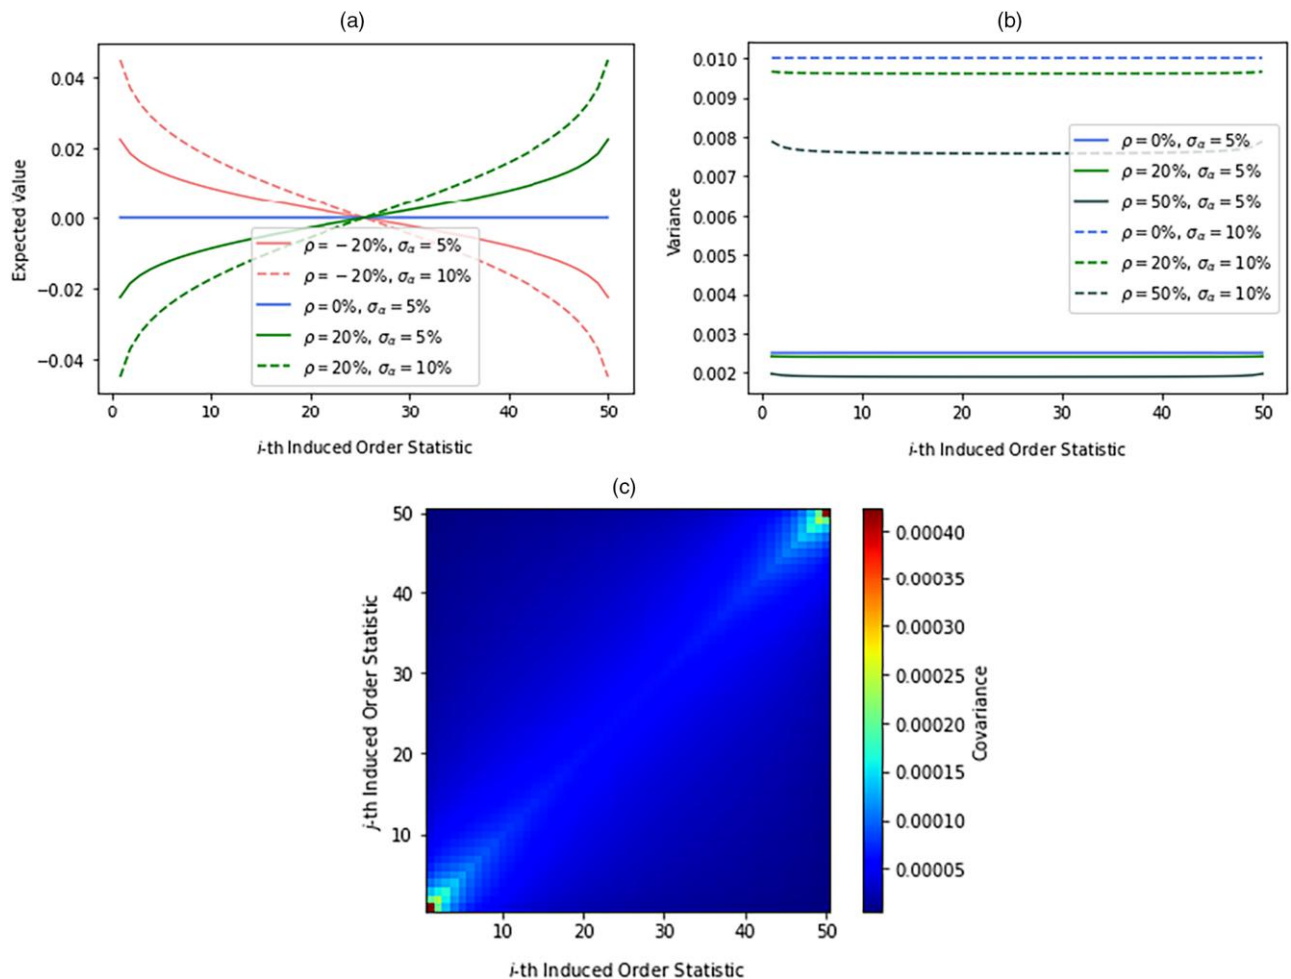 (a)
0.04
0.02
0.00
−0.02
−0.04
Expected Value
ρ = −20%, σα = 5%
ρ = −20%, σα = 10%
ρ = 0%, σα = 5%
ρ = 20%, σα = 5%
ρ = 20%, σα = 10%
0 10 20 30 40 50
i-th Induced Order Statistic
(b)
0.010
0.009
0.008
0.007
0.006
0.005
0.004
0.003
0.002
Variance
ρ = 0%, σα = 5%
ρ = 20%, σα = 5%
ρ = 50%, σα = 5%
ρ = 0%, σα = 10%
ρ = 20%, σα = 10%
ρ = 50%, σα = 10%
0 10 20 30 40 50
i-th Induced Order Statistic
(c)
50
40
30
20
10
j-th Induced Order Statistic
10 20 30 40 50
i-th Induced Order Statistic
0.00040
0.00035
0.00030
0.00025
0.00020
0.00015
0.00010
0.00005
Covariance